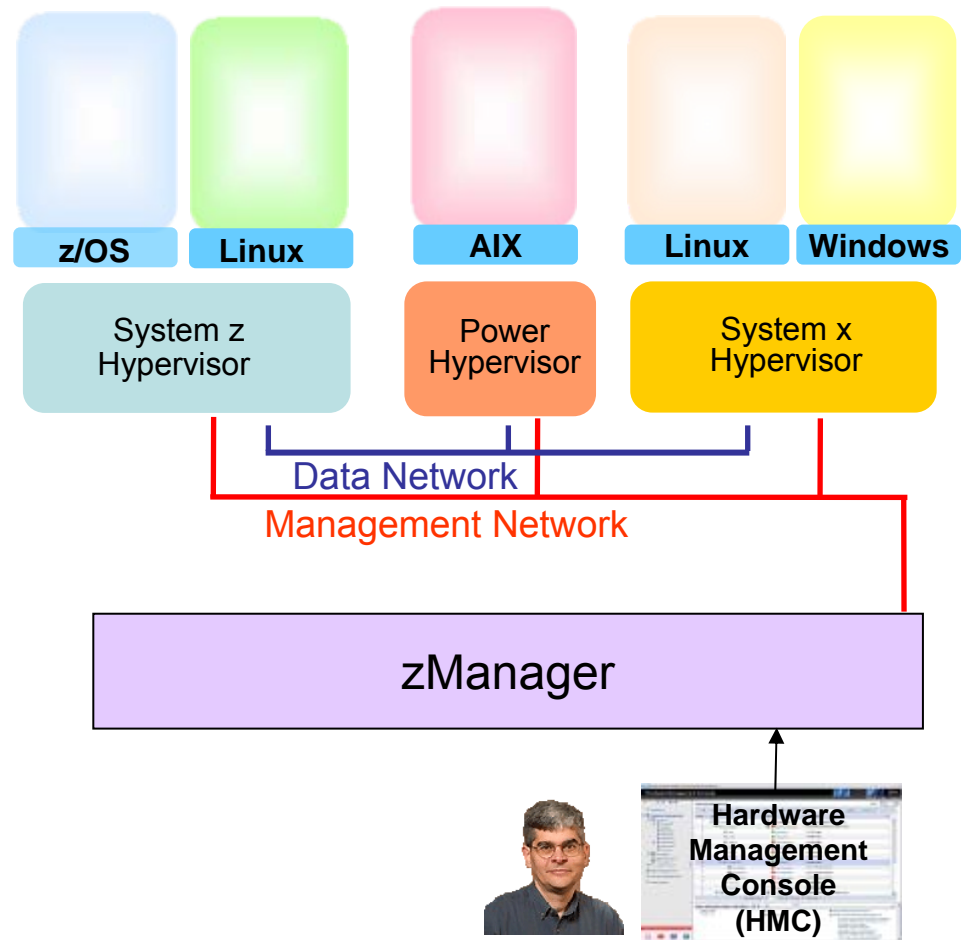 z/OS
Linux
AIX
Linux
Windows
System z
Hypervisor
Power
Hypervisor
System x
Hypervisor
Data Network
Management Network
zManager
Hardware
Management
Console
(HMC)